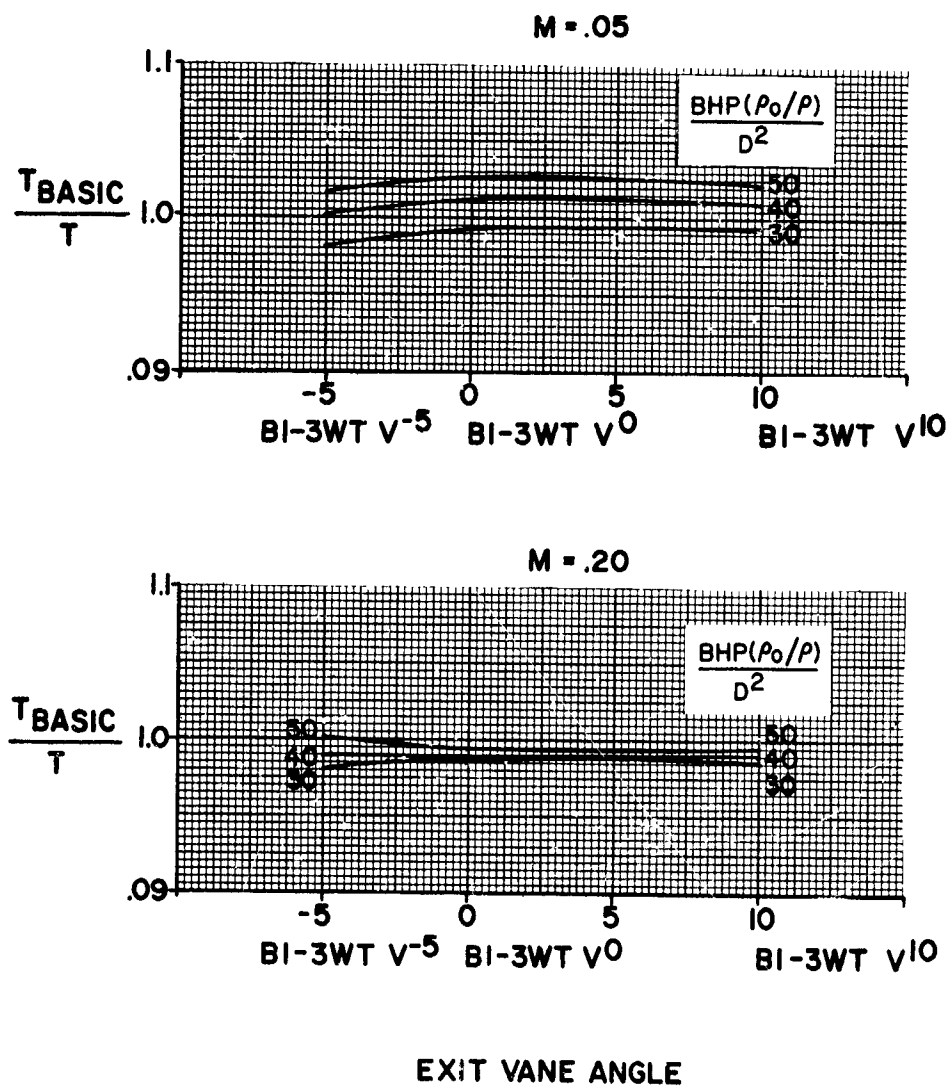 M = .05
1.1
BHP(ρ₀/ρ)
D²
TBASIC
T
1.0
50
40
30
.09
-5 0 5 10
BI-3WT V⁻⁵ BI-3WT V⁰ BI-3WT V¹⁰
M = .20
1.1
BHP(ρ₀/ρ)
D²
TBASIC
T
1.0
50
40
30
50
40
30
.09
-5 0 5 10
BI-3WT V⁻⁵ BI-3WT V⁰ BI-3WT V¹⁰
EXIT VANE ANGLE